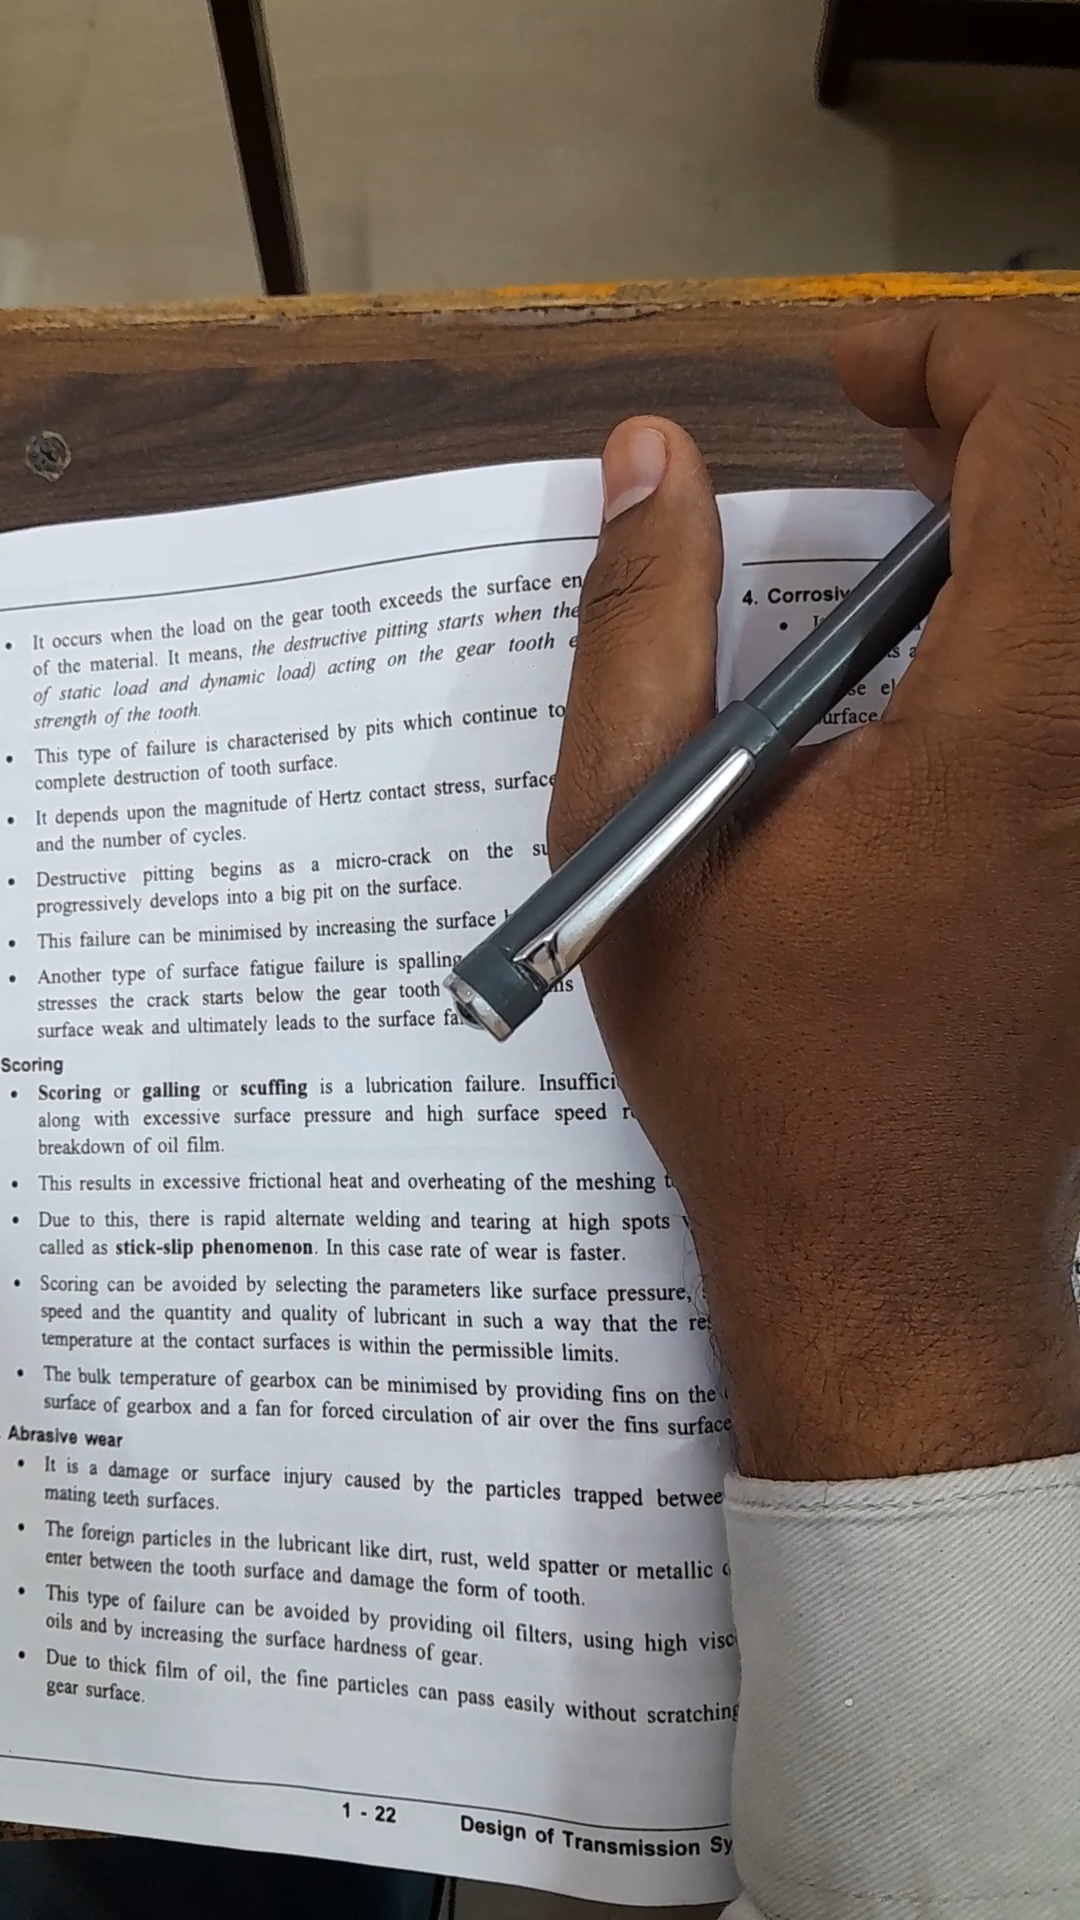 • It occurs when the load on the gear tooth exceeds the surface
of the material. It means, the destructive pitting starts when the
of static load and dynamic load) acting on the gear tooth
strength of the tooth.
• This type of failure is characterised by pits which continue to
complete destruction of tooth surface.
• It depends upon the magnitude of Hertz contact stress, surface
and the number of cycles.
• Destructive pitting begins as a micro-crack on the
progressively develops into a big pit on the surface.
• This failure can be minimised by increasing the surface
• Another type of surface fatigue failure is spalling
stresses the crack starts below the gear tooth
surface weak and ultimately leads to the surface
Scoring
• Scoring or galling or scuffing is a lubrication failure.
along with excessive surface pressure and high surface speed
breakdown of oil film.
• This results in excessive frictional heat and overheating of the meshing
• Due to this, there is rapid alternate welding and tearing at high spots
called as stick-slip phenomenon. In this case rate of wear is faster.
• Scoring can be avoided by selecting the parameters like surface pressure,
speed and the quantity and quality of lubricant in such a way that the
temperature at the contact surfaces is within the permissible limits.
• The bulk temperature of gearbox can be minimised by providing fins on the
surface of gearbox and a fan for forced circulation of air over the fins surface
Abrasive wear
• It is a damage or surface injury caused by the particles trapped
mating teeth surfaces.
• The foreign particles in the lubricant like dirt, rust, weld spatter or metallic
enter between the tooth surface and damage the form of tooth.
• This type of failure can be avoided by providing oil filters, using high
oils and by increasing the surface hardness of gear.
• Due to thick film of oil, the fine particles can pass easily without scratching
gear surface.
1 - 22 Design of Transmission
4.
surface